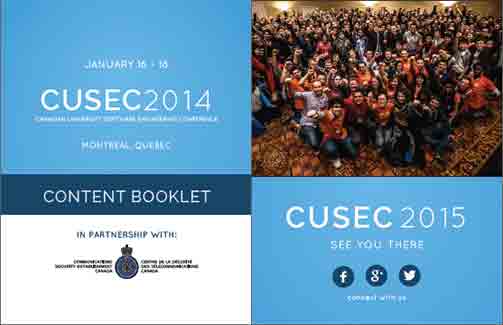 JANUARY 16 - 18
CUSEC2014
CANADIAN UNIVERSITY SOFTWARE ENGINEERING CONFERENCE
MONTREAL, QUEBEC
CONTENT BOOKLET
IN PARTNERSHIP WITH:
COMMUNICATIONS
SECURITY ESTABLISHMENT
CANADA
CENTRE DE LA SÉCURITÉ
DES TÉLÉCOMMUNICATIONS
CANADA
CUSEC 2015
SEE YOU THERE
connect with us